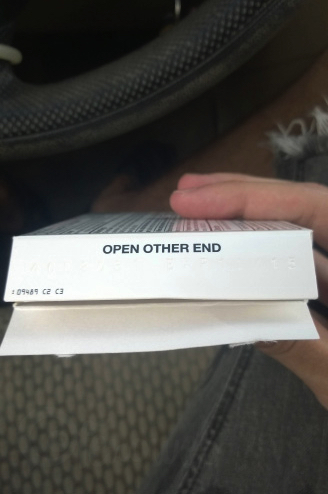 OPEN OTHER END
: 09489 C2 C3